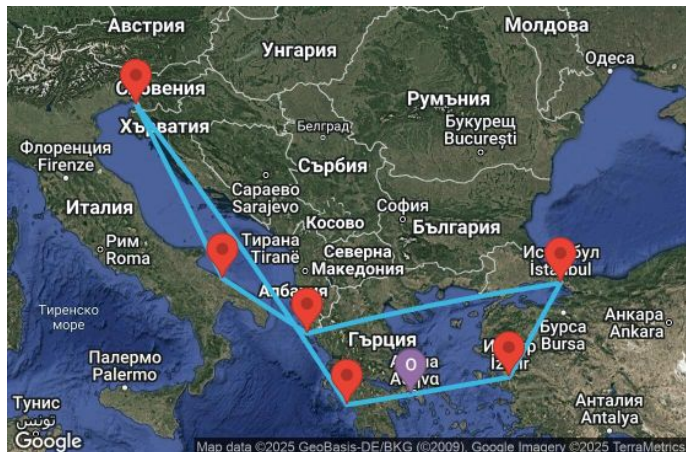 Австрия
Молдова
Унгария
Одеса
Словения
Румъния
Хърватия
Белград
Букурещ
București
Флоренция
Firenze
Сърбия
Сараево
Sarajevo
Италия
София
Косово
България
Рим
Roma
Тирана
Tiranë
Северна
Македония
Истанбул
İstanbul
Албания
Тиренско
море
Бурса
Bursa
Анкара
Ankara
Гърция
Палермо
Palermo
O
İzmir
Тунис
تونس
Анталия
Antalya
Google
Map data ©2025 GeoBasis-DE/BKG (©2009), Google Imagery ©2025 TerraMetrics